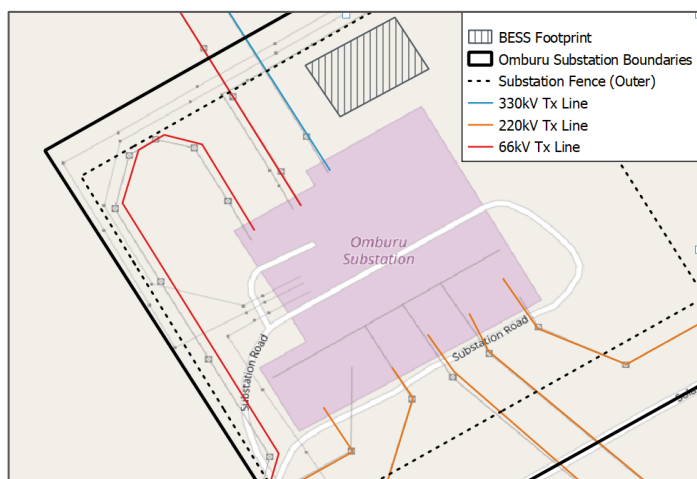 BESS Footprint
Omburu Substation Boundaries
Substation Fence (Outer)
330kV Tx Line
220kV Tx Line
66kV Tx Line
Omburu
Substation
Substation Road
Substation Road